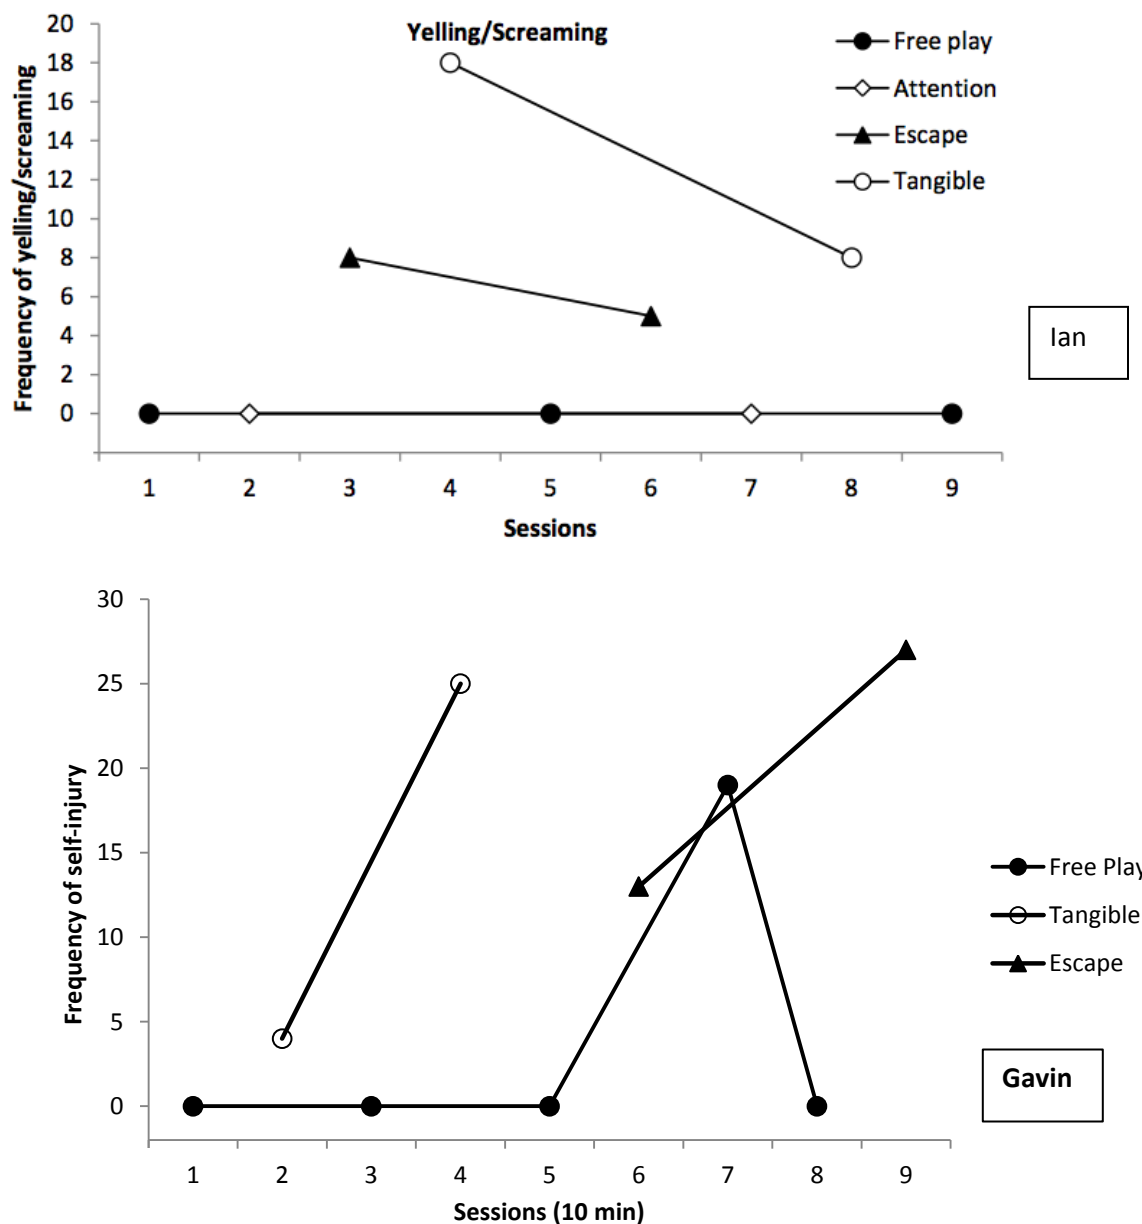 Yelling/Screaming
Frequency of yelling/screaming
20
18
16
14
12
10
8
6
4
2
0
1 2 3 4 5 6 7 8 9
Sessions
Free play
Attention
Escape
Tangible
Ian
Frequency of self-injury
30
25
20
15
10
5
0
1 2 3 4 5 6 7 8 9
Sessions (10 min)
Free Play
Tangible
Escape
Gavin